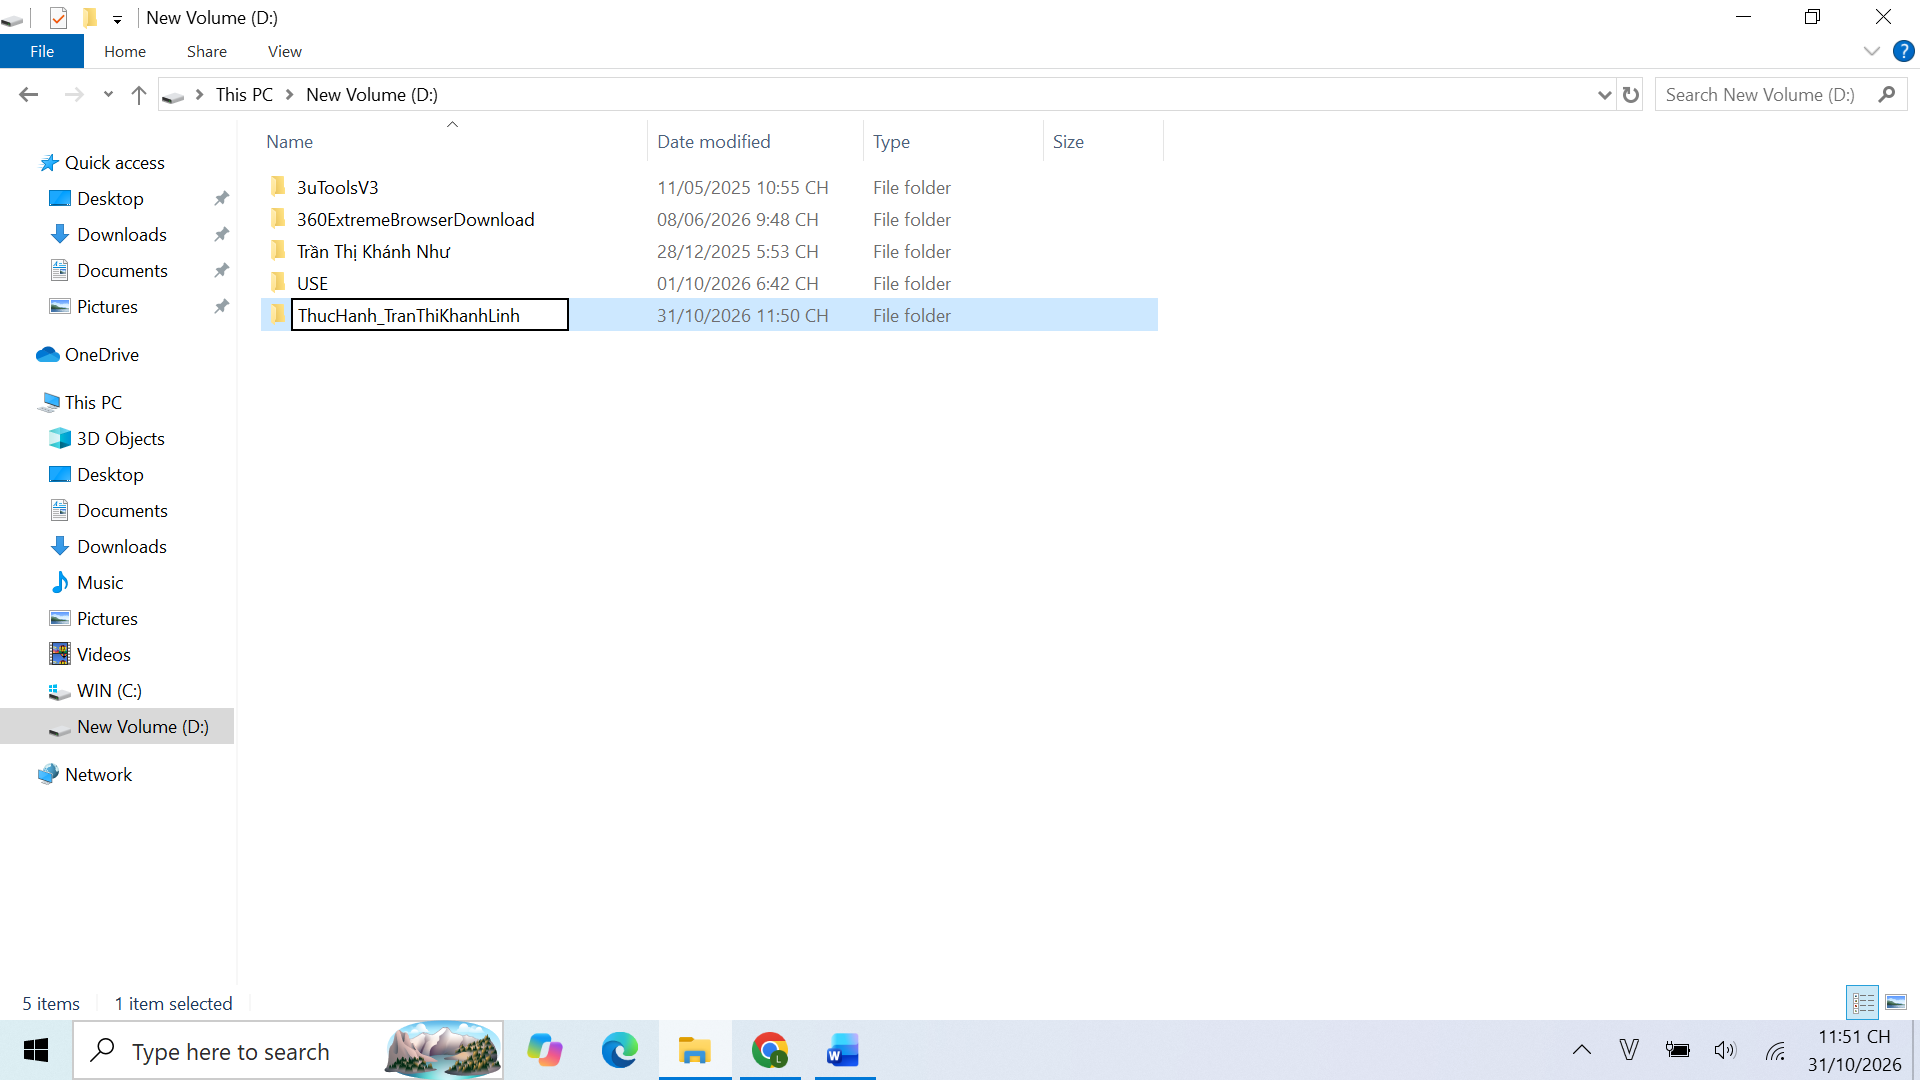 New Volume (D:)
File Home Share View
This PC New Volume (D:)
Search New Volume (D:)
Name Date modified Type Size
3uToolsV3 11/05/2025 10:55 CH File folder
360ExtremeBrowserDownload 08/06/2026 9:48 CH File folder
Trần Thị Khánh Như 28/12/2025 5:53 CH File folder
USE 01/10/2026 6:42 CH File folder
ThucHanh_TranThiKhanhLinh 31/10/2026 11:50 CH File folder
Quick access
Desktop
Downloads
Documents
Pictures
OneDrive
This PC
3D Objects
Desktop
Documents
Downloads
Music
Pictures
Videos
WIN (C:)
New Volume (D:)
Network
5 items 1 item selected
Type here to search
L
W
V
11:51 CH
31/10/2026